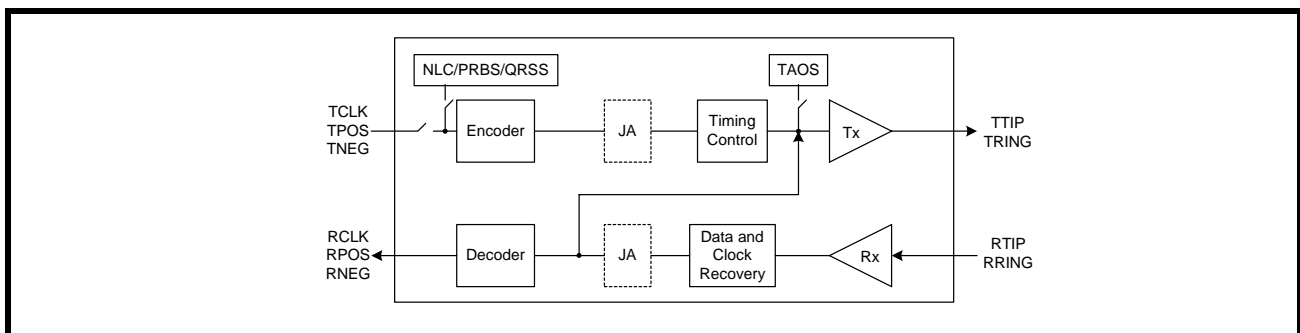 NLC/PRBS/QRSS
TAOS
TCLK
TPOS
TNEG
Encoder
JA
Timing
Control
Tx
TTIP
TRING
RCLK
RPOS
RNEG
Decoder
JA
Data and
Clock
Recovery
Rx
RTIP
RRING